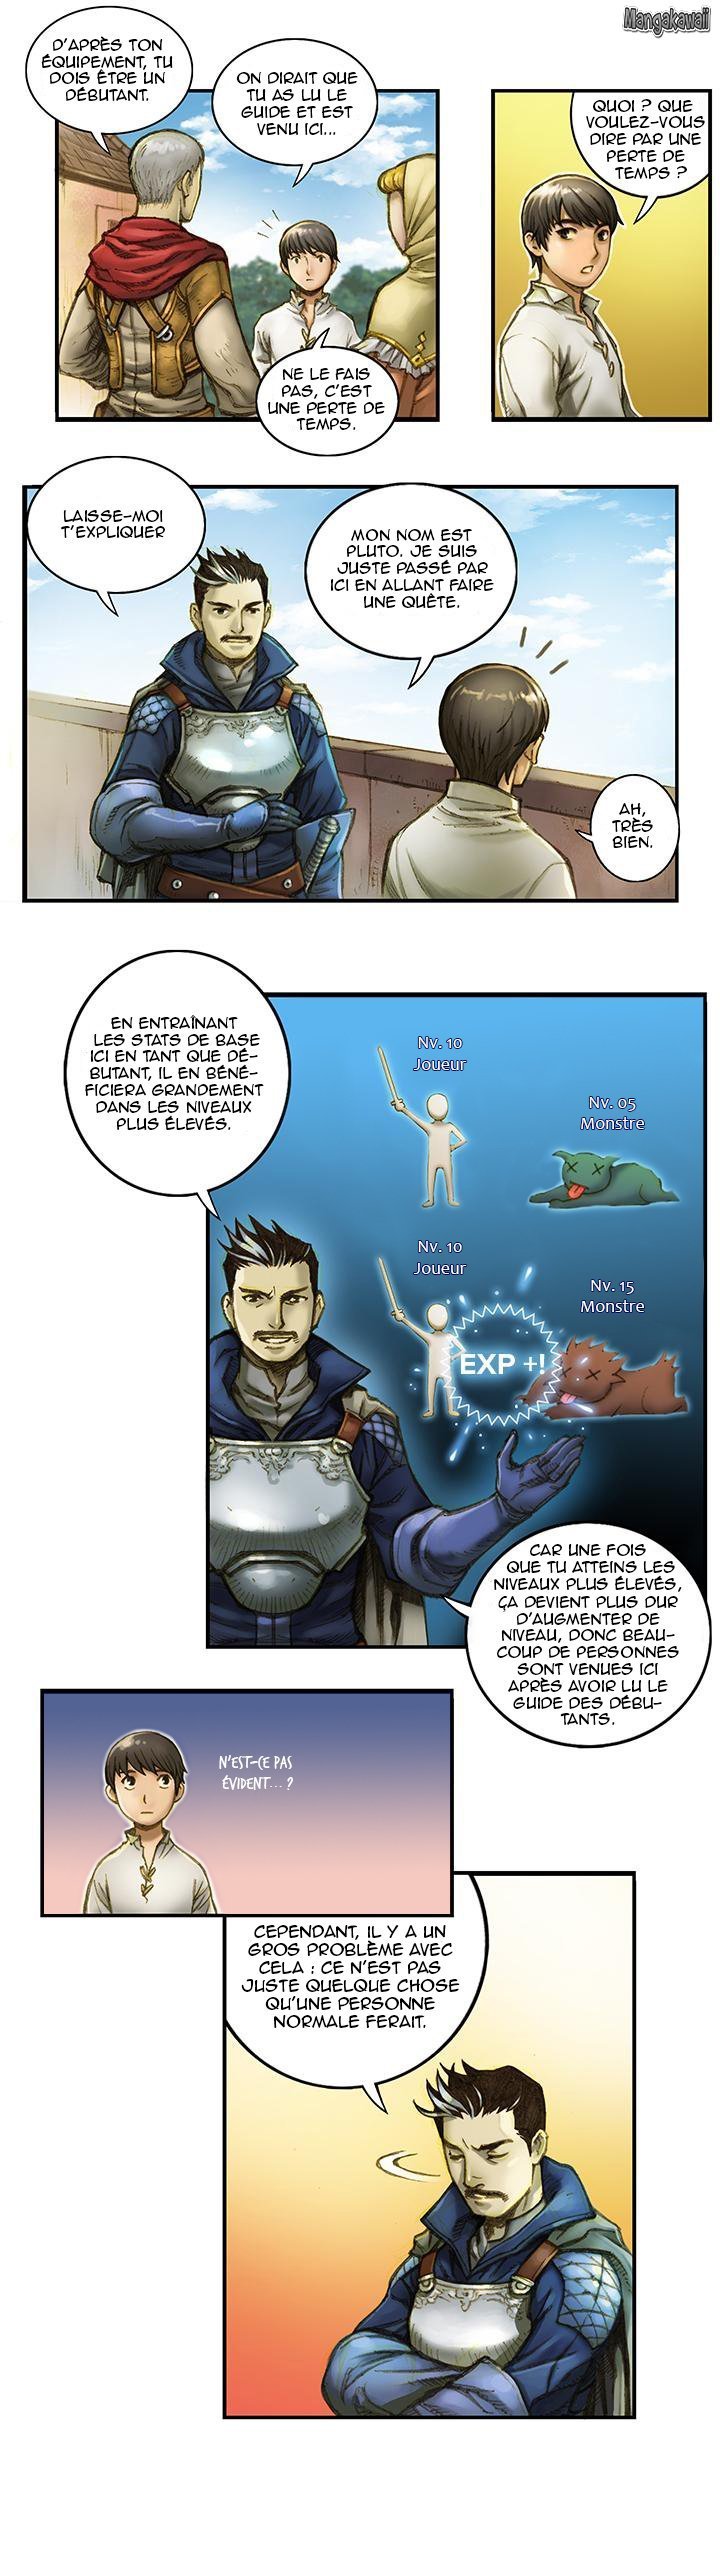 Mangakawaii
D'APRÈS TON
ÉQUIPEMENT, TU
DOIS ÊTRE UN
DÉBUTANT.
ON DIRAIT QUE
TU AS LU LE
GUIDE ET EST
VENU ICI...
NE LE FAIS
PAS, C'EST
UNE PERTE DE
TEMPS.
QUOI ? QUE
VOULEZ-VOUS
DIRE PAR UNE
PERTE DE
TEMPS ?
LAISSE-MOI
T'EXPLIQUER
MON NOM EST
PLUTO. JE SUIS
JUSTE PASSÉ PAR
ICI EN ALLANT FAIRE
UNE QUÊTE.
AH,
TRÈS
BIEN.
EN ENTRAÎNANT
LES STATS DE BASE
ICI EN TANT QUE DÉ-
BUTANT, IL EN BÉNÉ-
FICIERA GRANDEMENT
DANS LES NIVEAUX
PLUS ÉLEVÉS.
Nv. 10
Joueur
Nv. 05
Monstre
Nv. 10
Joueur
Nv. 15
Monstre
EXP +!
CAR UNE FOIS
QUE TU ATTEINS LES
NIVEAUX PLUS ÉLEVÉS,
ÇA DEVIENT PLUS DUR
D'AUGMENTER DE
NIVEAU, DONC BEAU-
COUP DE PERSONNES
SONT VENUES ICI
APRÈS AVOIR LU LE
GUIDE DES DÉBU-
TANTS.
N'EST-CE PAS
ÉVIDENT... ?
CEPENDANT, IL Y A UN
GROS PROBLÈME AVEC
CELA : CE N'EST PAS
JUSTE QUELQUE CHOSE
QU'UNE PERSONNE
NORMALE FERAIT.